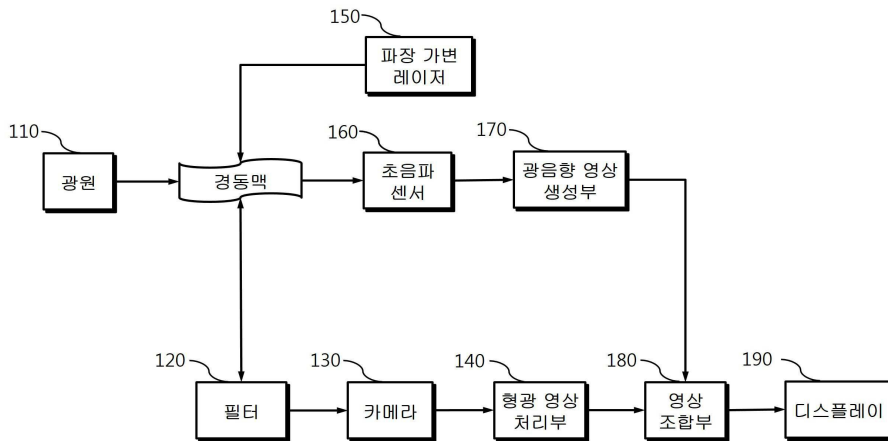 150
파장 가변
레이저
110
160
170
광원
경동맥
초음파
센서
광음향 영상
생성부
120
130
140
180
190
필터
카메라
형광 영상
처리부
영상
조합부
디스플레이